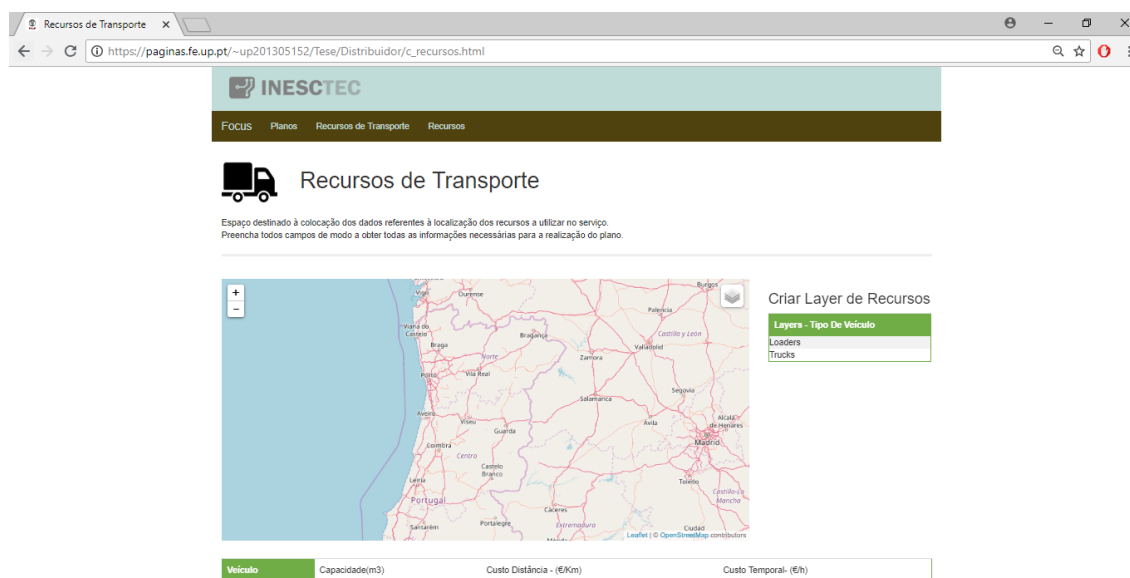 Recursos de Transporte
https://paginas.fe.up.pt/~up201305152/Tese/Distribuidor/c_recursos.html
INESCTEC
Focus Planos Recursos de Transporte Recursos
Recursos de Transporte
Espaço destinado à colocação dos dados referentes à localização dos recursos a utilizar no serviço.
Preencha todos campos de modo a obter todas as informações necessárias para a realização do plano.
+
−
Vigo
Ourense
Burgos
Palencia
Viana do
Castelo
Braga
Bragança
Castilla y León
Valladolid
Norte
Zamora
Porto
Vila Real
Segovia
Salamanca
Aveiro
Viseu
Guarda
Ávila
Alcalá
de Henares
Madrid
Coimbra
Centro
Castelo
Branco
Leiria
Toledo
Castilla-La
Mancha
Portugal
Cáceres
Santarém
Portalegre
Extremadura
Ciudad
Leaflet | © OpenStreetMap contributors
Criar Layer de Recursos
Layers - Tipo De Veículo
Loaders
Trucks
Veículo Capacidade(m3) Custo Distância - (€/Km) Custo Temporal- (€/h)